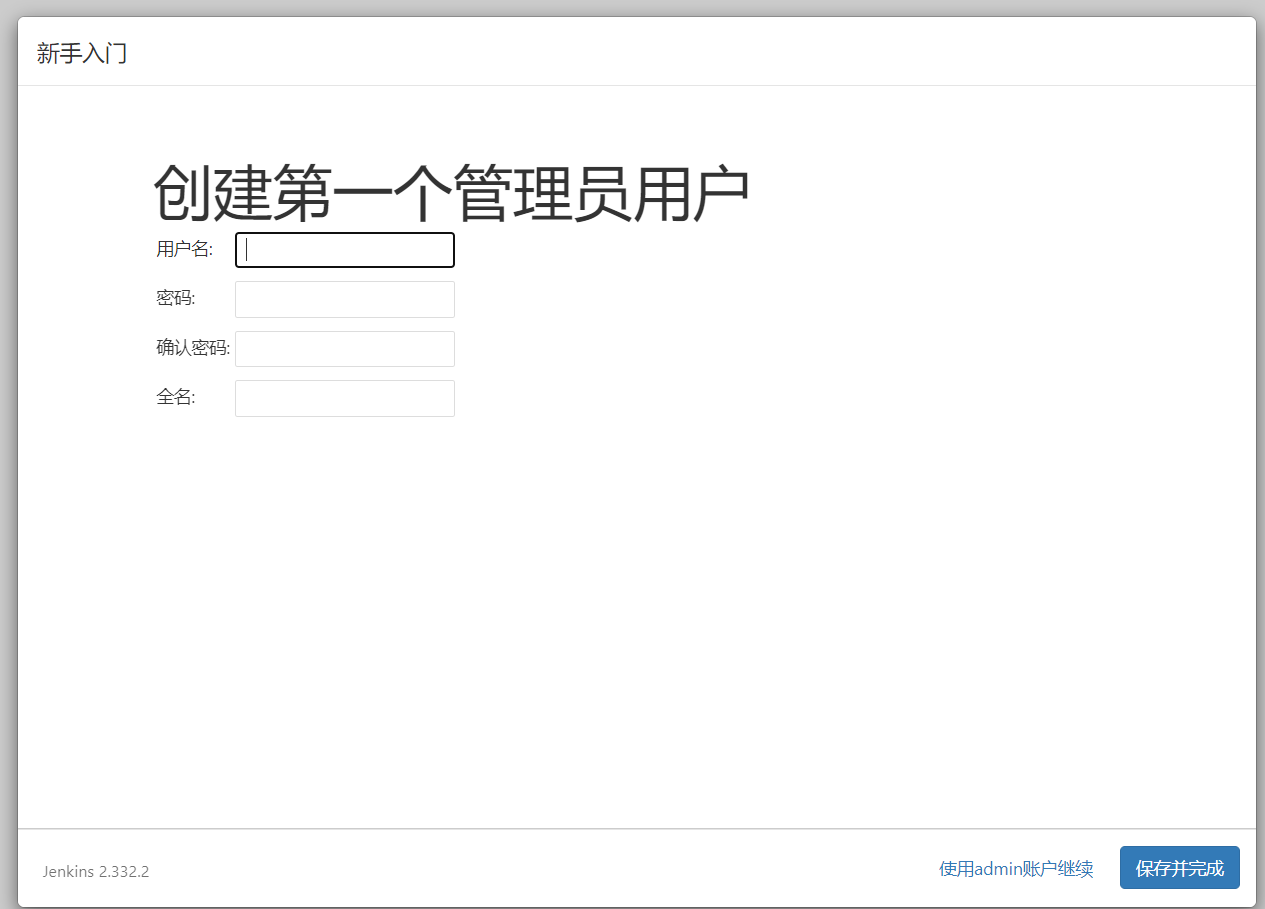 新手入门
创建第一个管理员用户
用户名:
密码:
确认密码:
全名:
Jenkins 2.332.2
使用admin账户继续
保存并完成